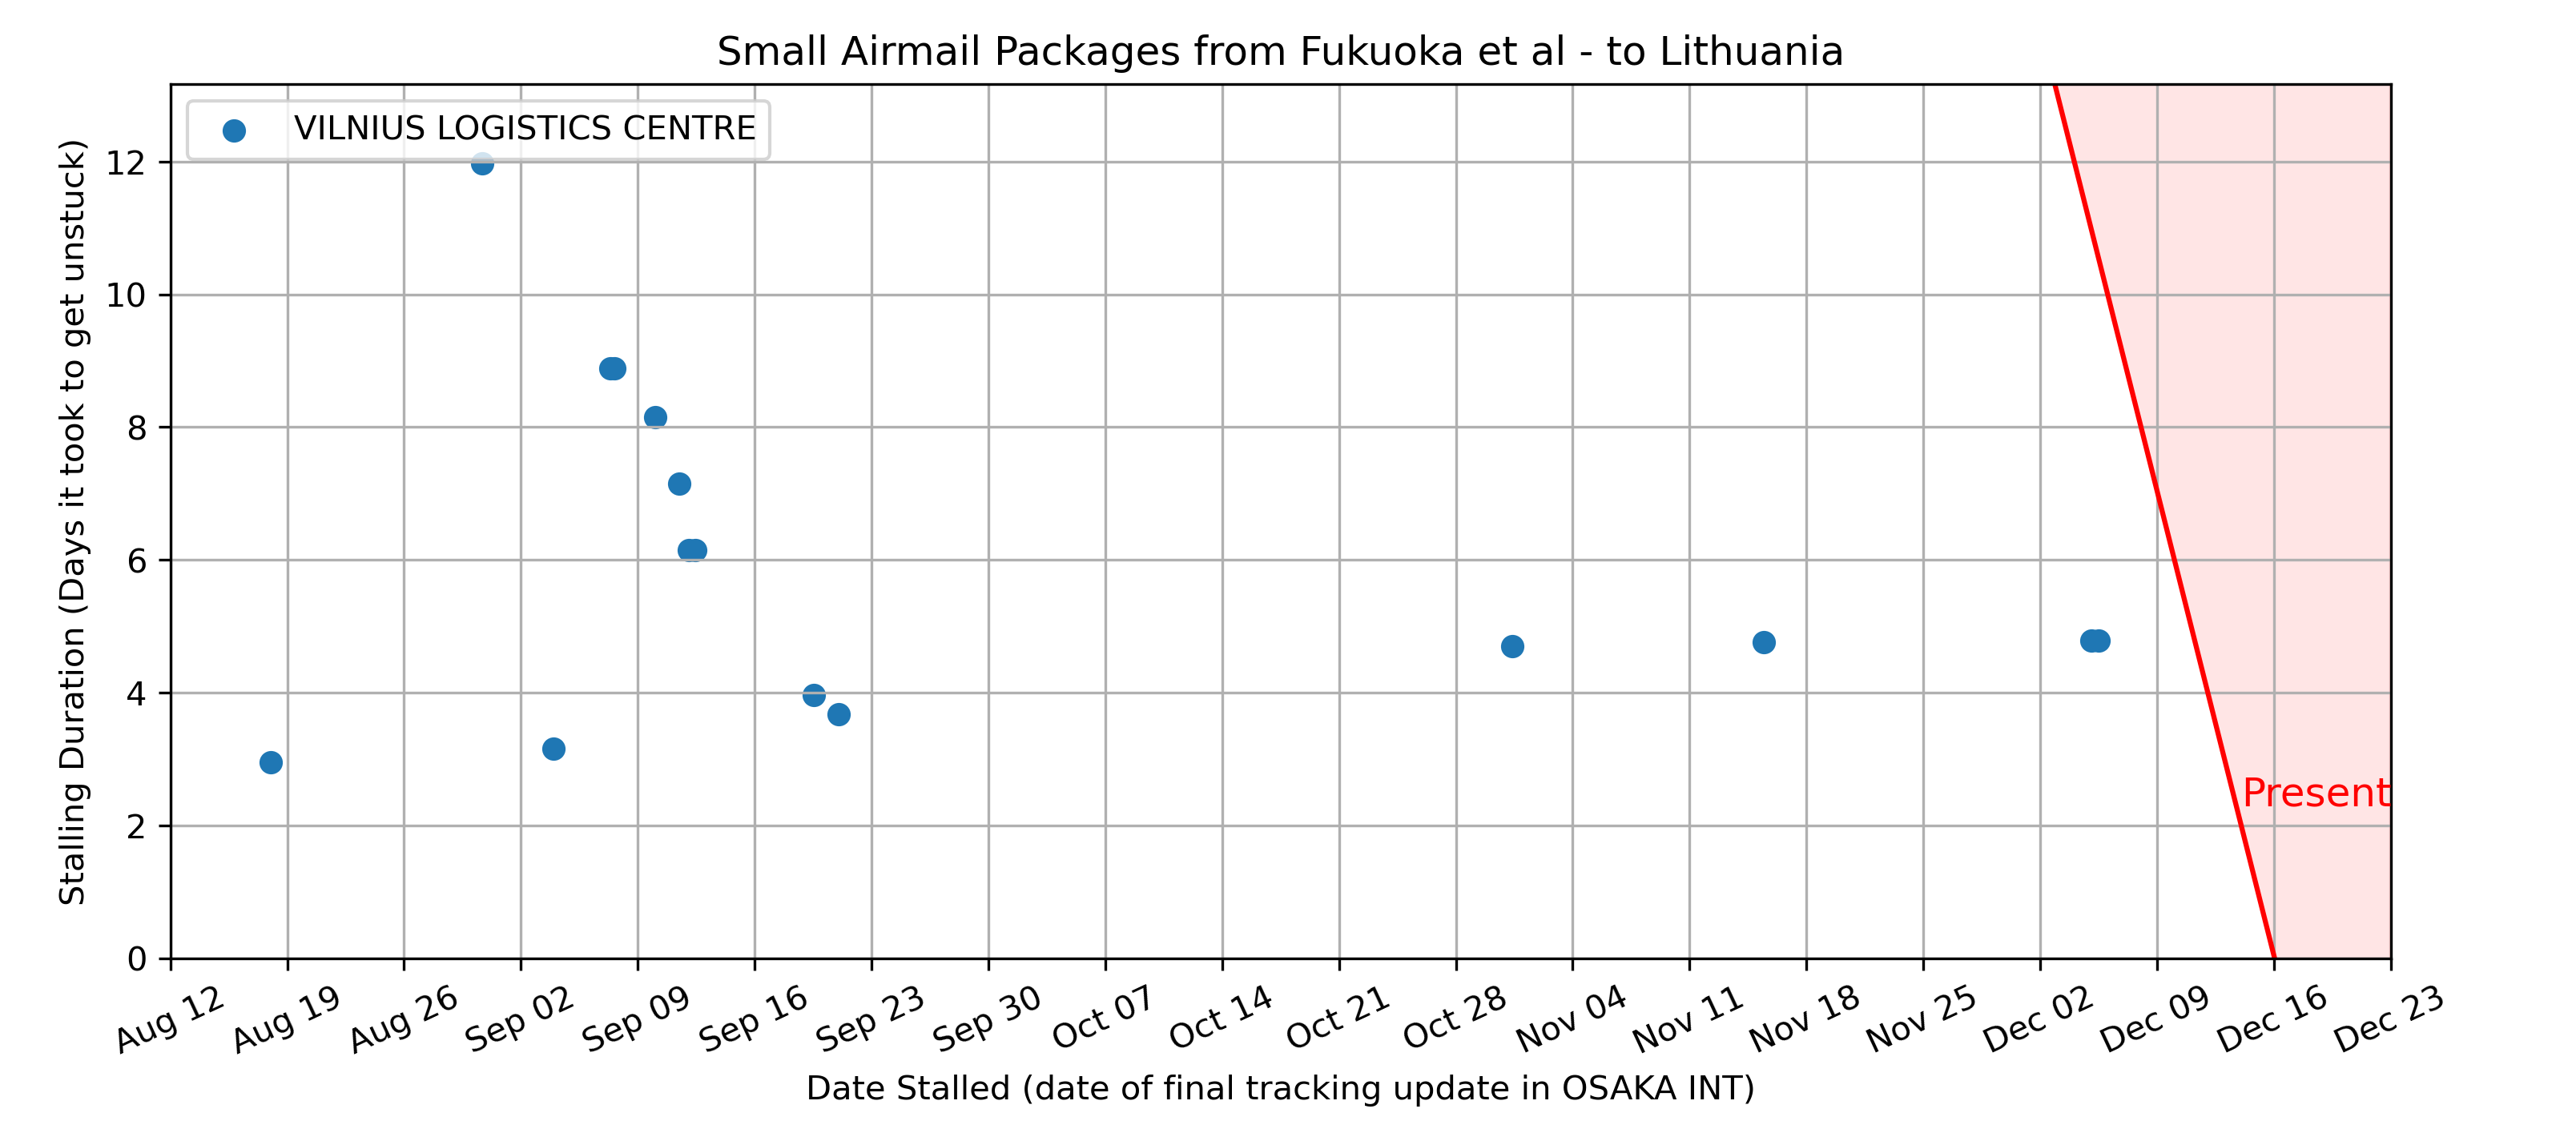 Small Airmail Packages from Fukuoka et al - to Lithuania
VILNIUS LOGISTICS CENTRE
Stalling Duration (Days it took to get unstuck)
12
10
8
6
4
2
0
Present
Aug 12
Aug 19
Aug 26
Sep 02
Sep 09
Sep 16
Sep 23
Sep 30
Oct 07
Oct 14
Oct 21
Oct 28
Nov 04
Nov 11
Nov 18
Nov 25
Dec 02
Dec 09
Dec 16
Dec 23
Date Stalled (date of final tracking update in OSAKA INT)